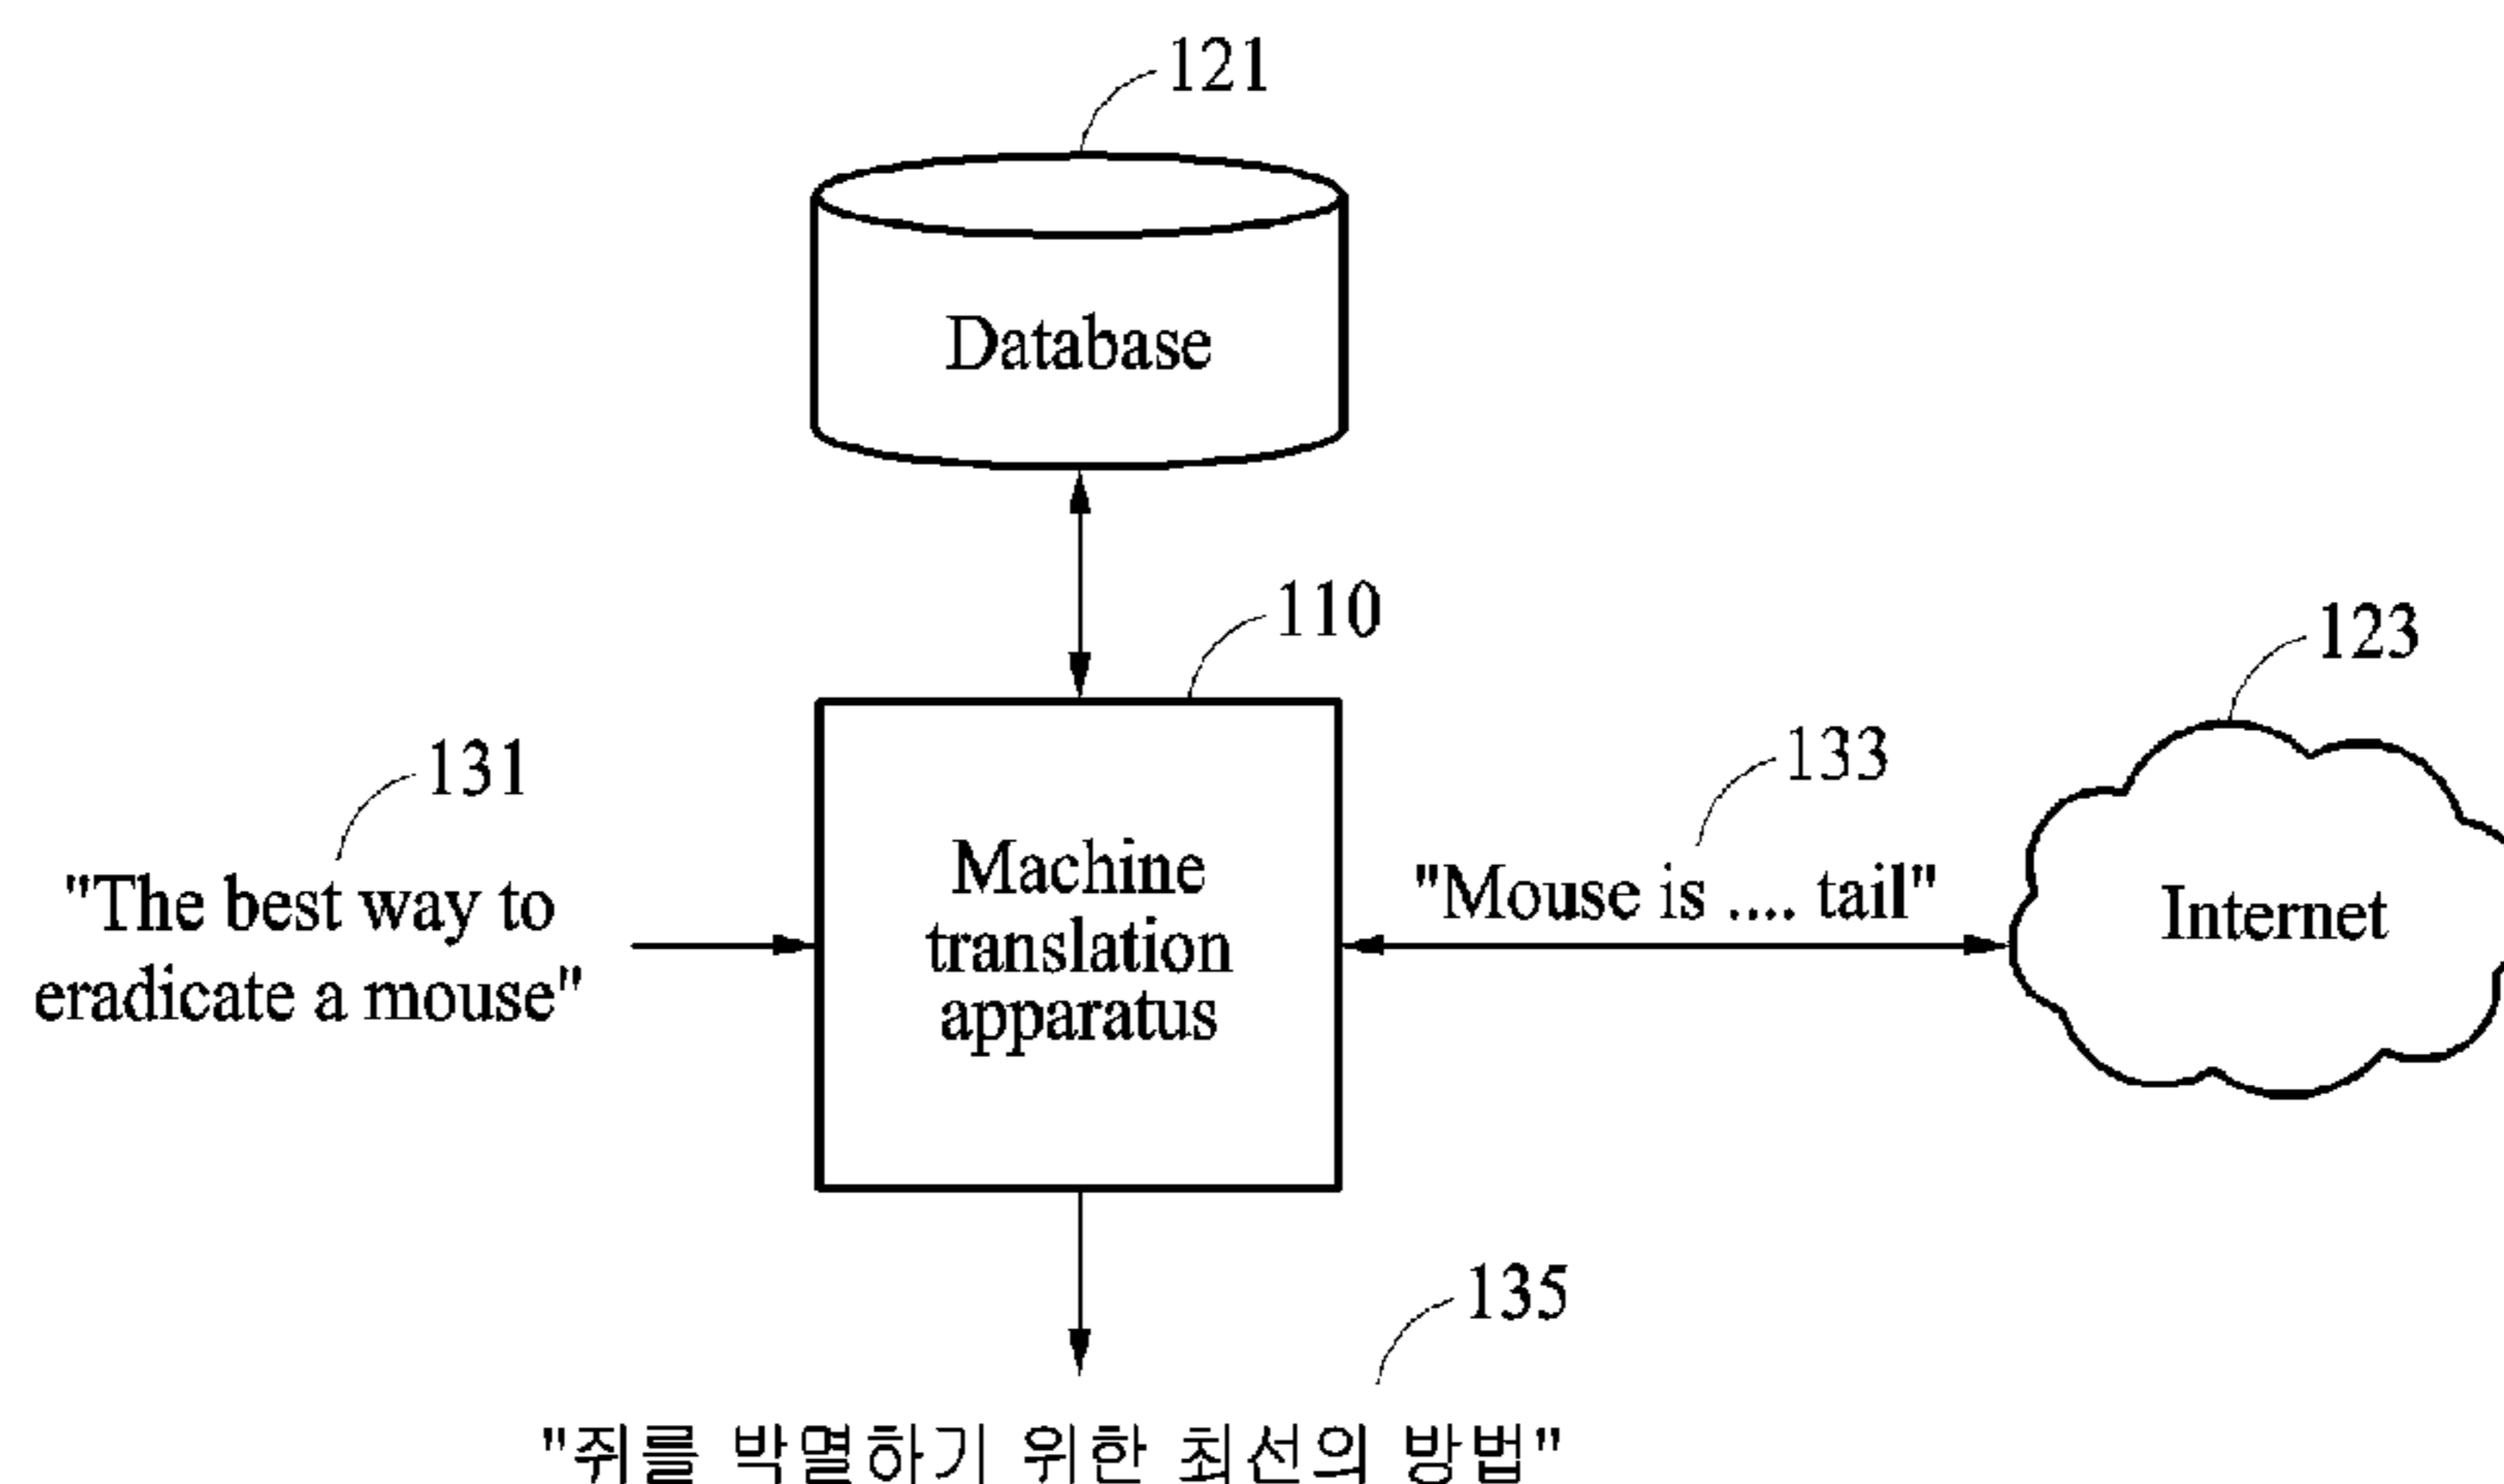 121
Database
110
123
131
133
"The best way to
eradicate a mouse"
Machine
translation
apparatus
"Mouse is .... tail"
Internet
135
"쥐를 박멸하기 위한 최선의 방법"